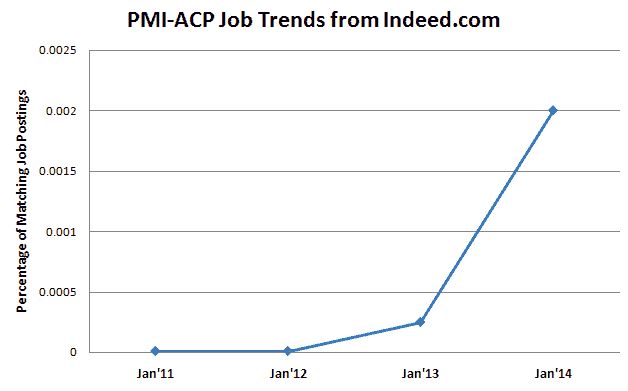 PMI-ACP Job Trends from Indeed.com
Percentage of Matching Job Postings
0.0025
0.002
0.0015
0.001
0.0005
0
Jan'11 Jan'12 Jan'13 Jan'14